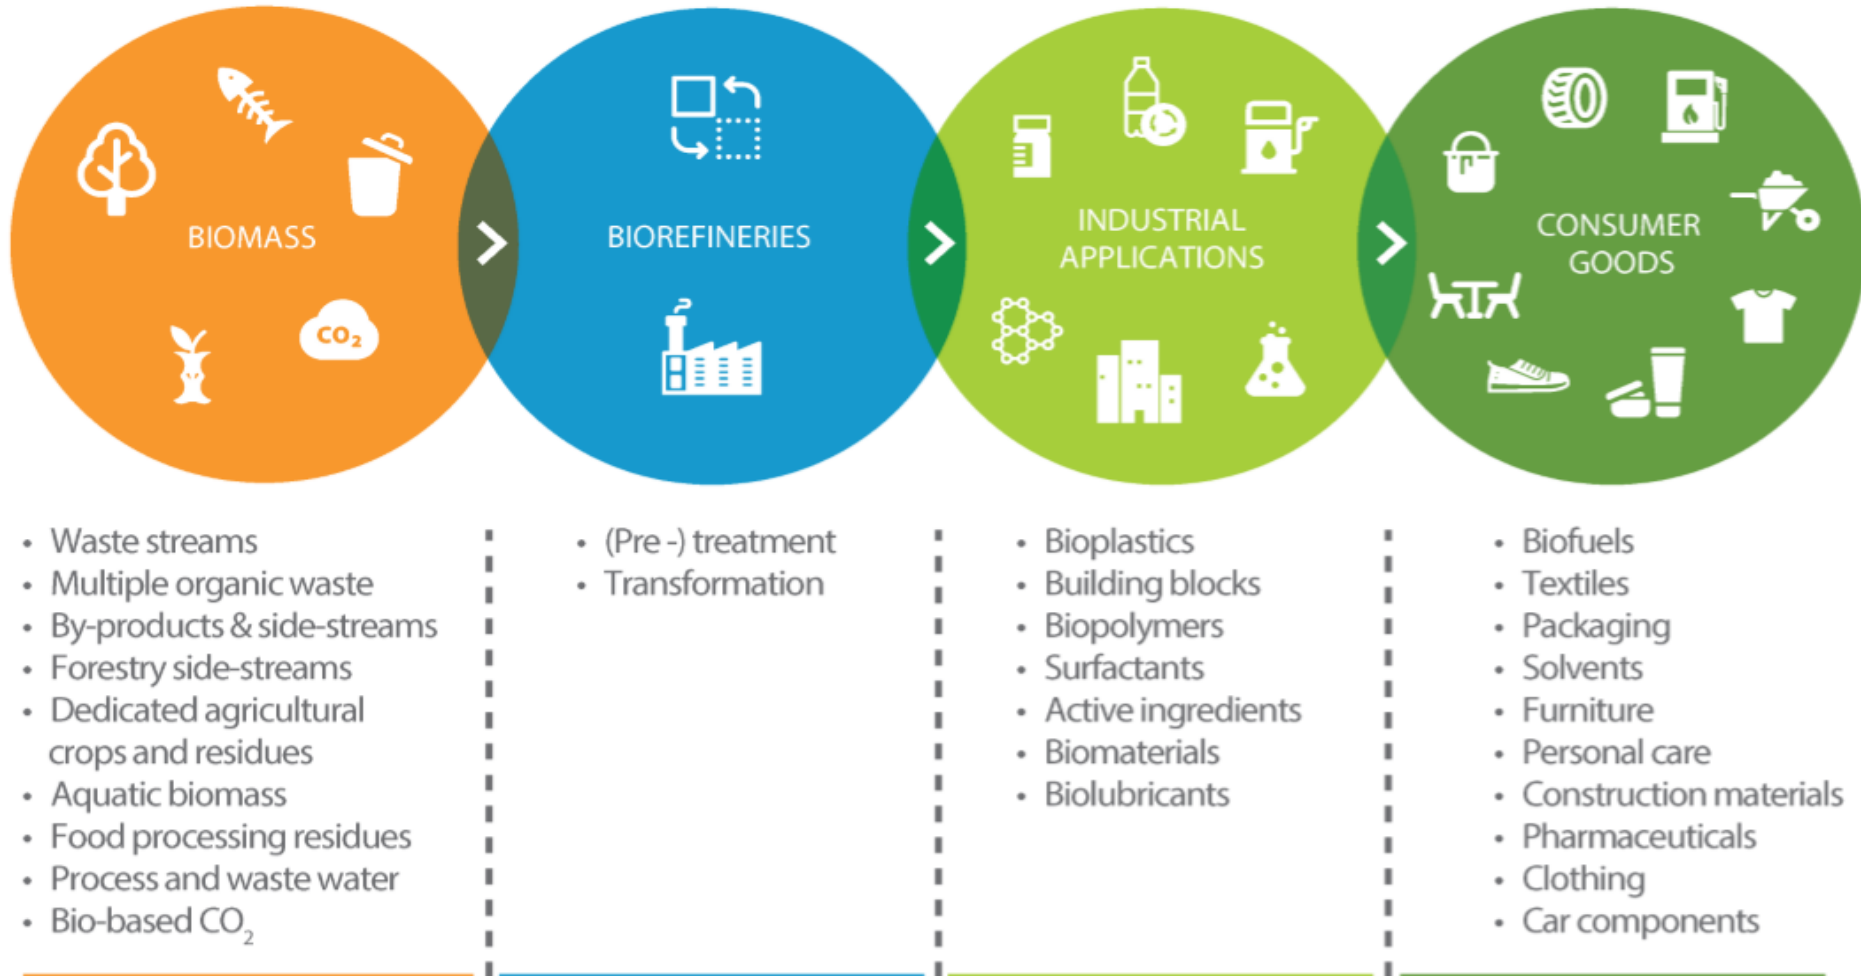 BIOMASS
CO₂
BIOREFINERIES
INDUSTRIAL
APPLICATIONS
CONSUMER
GOODS
• Waste streams
• Multiple organic waste
• By-products & side-streams
• Forestry side-streams
• Dedicated agricultural
crops and residues
• Aquatic biomass
• Food processing residues
• Process and waste water
• Bio-based CO₂
• (Pre -) treatment
• Transformation
• Bioplastics
• Building blocks
• Biopolymers
• Surfactants
• Active ingredients
• Biomaterials
• Biolubricants
• Biofuels
• Textiles
• Packaging
• Solvents
• Furniture
• Personal care
• Construction materials
• Pharmaceuticals
• Clothing
• Car components